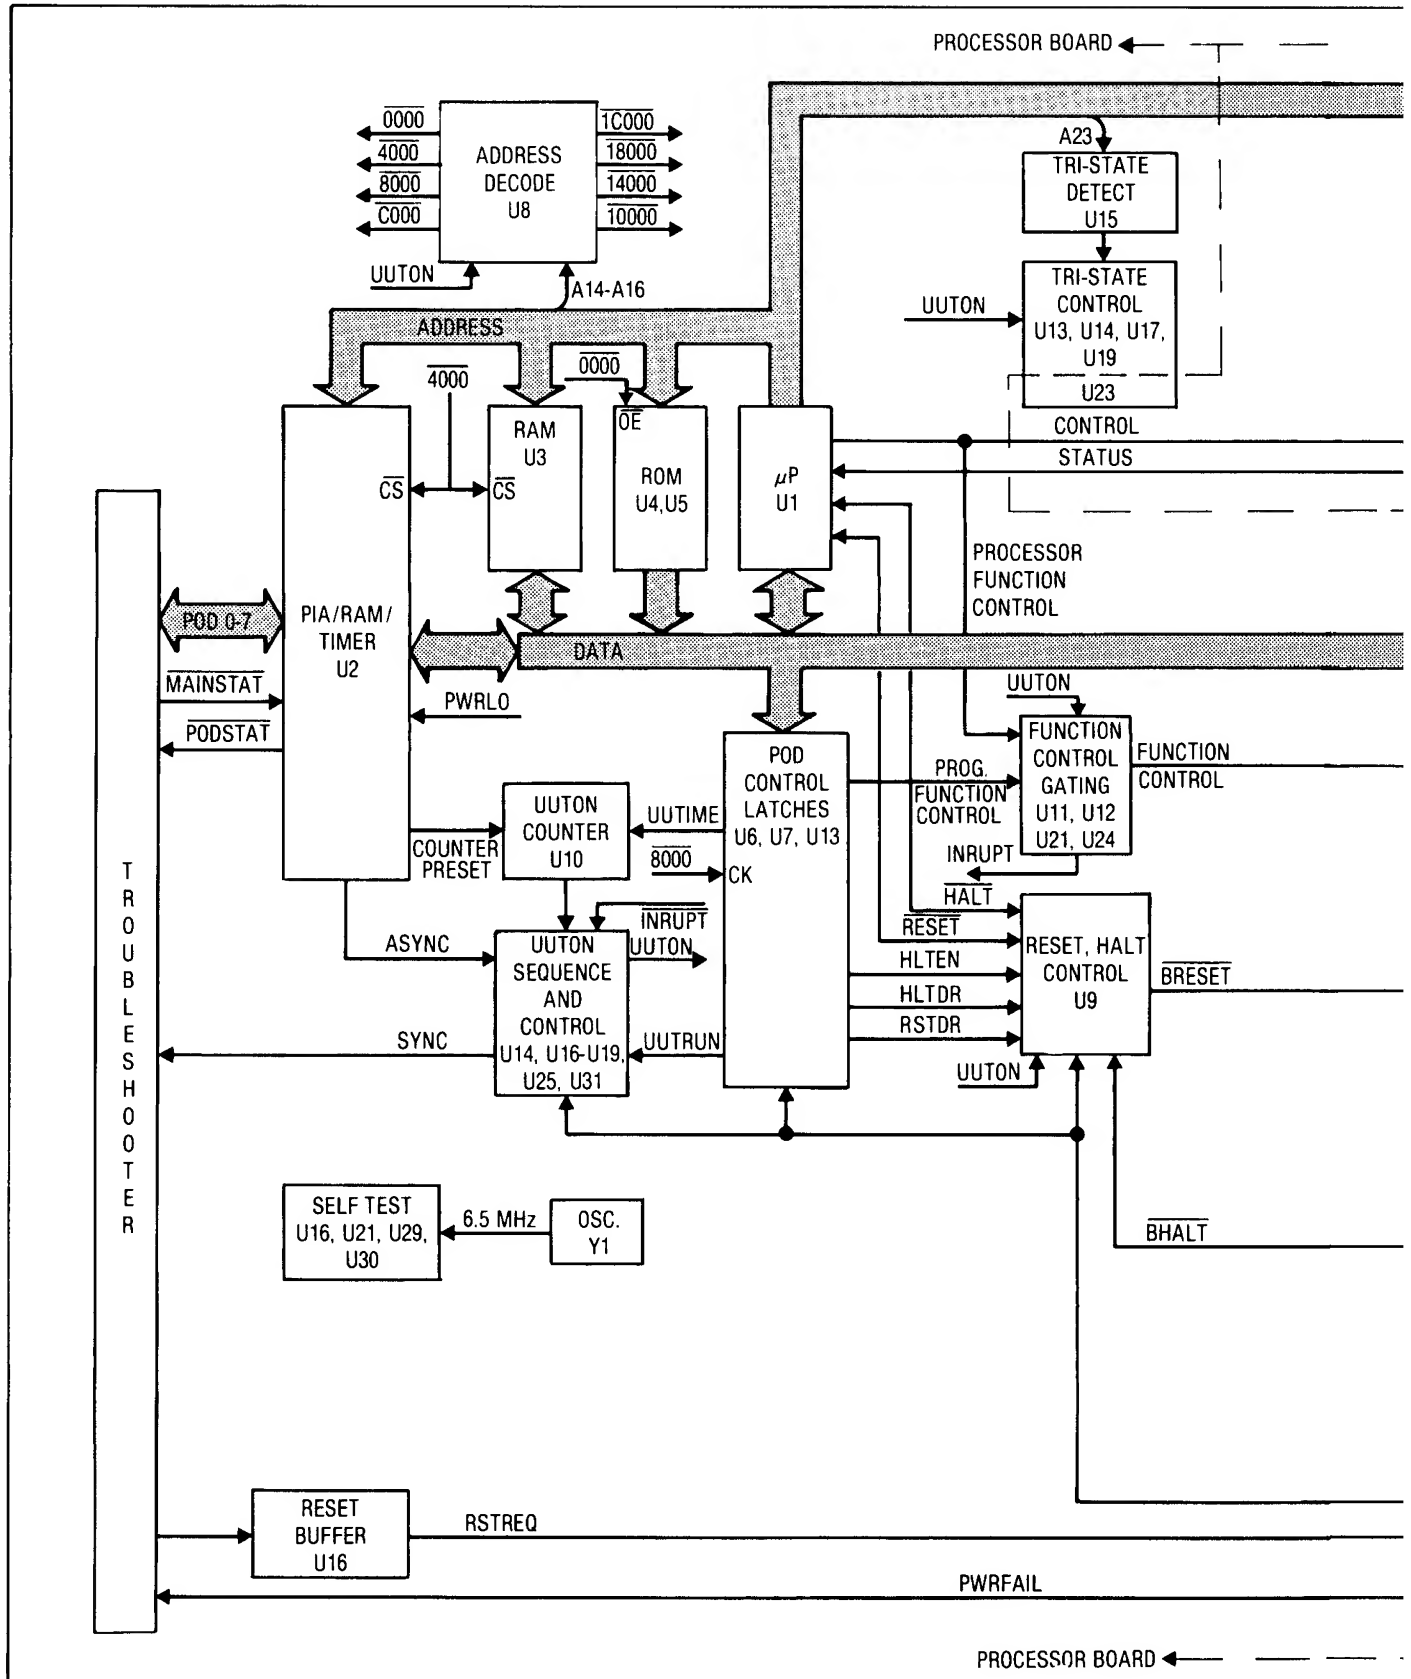 PROCESSOR BOARD
0000
4000
8000
C000
ADDRESS
DECODE
U8
1C000
18000
14000
10000
UUTON
A14-A16
A23
TRI-STATE
DETECT
U15
TRI-STATE
CONTROL
U13, U14, U17,
U19
U23
UUTON
ADDRESS
4000
0000
OE
RAM
U3
CS
CS
ROM
U4,U5
μP
U1
CONTROL
STATUS
PROCESSOR
FUNCTION
CONTROL
POD 0-7
PIA/RAM/
TIMER
U2
DATA
MAINSTAT
PODSTAT
PWRLO
UUTON
FUNCTION
CONTROL
GATING
U11, U12
U21, U24
FUNCTION
CONTROL
POD
CONTROL
LATCHES
U6, U7, U13
PROG.
FUNCTION
CONTROL
UUTON
COUNTER
U10
UUTIME
COUNTER
PRESET
8000
CK
INRUPT
HALT
RESET
INRUPT
UUTON
ASYNC
UUTON
SEQUENCE
AND
CONTROL
U14, U16-U19,
U25, U31
HLTEN
HLTDR
RSTDR
RESET, HALT
CONTROL
U9
BRESET
SYNC
UUTRUN
UUTON
TROUBLESHOOTER
SELF TEST
U16, U21, U29,
U30
6.5 MHz
OSC.
Y1
BHALT
RESET
BUFFER
U16
RSTREQ
PWRFAIL
PROCESSOR BOARD